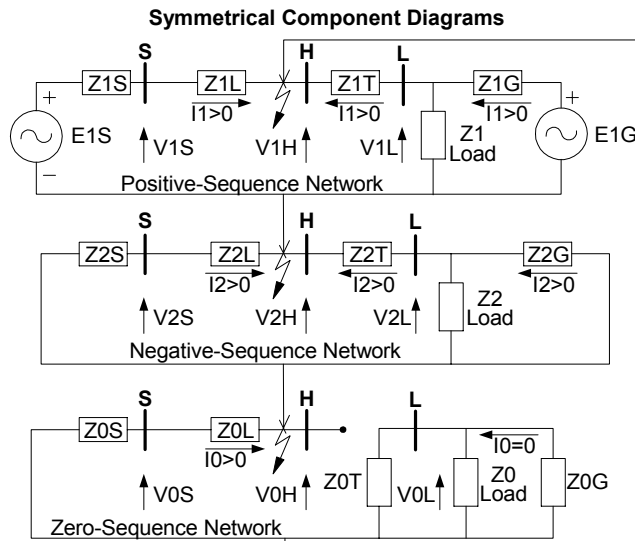 Symmetrical Component Diagrams
S H L
Z1S Z1L Z1T Z1G
I1>0 I1>0 I1>0
+ +
E1S V1S V1H V1L Z1 Load E1G
–
Positive-Sequence Network
S H L
Z2S Z2L Z2T Z2G
I2>0 I2>0 I2>0
V2S V2H V2L Z2 Load
Negative-Sequence Network
S H L
Z0S Z0L
I0>0 I0=0
V0S V0H Z0T V0L Z0 Load Z0G
Zero-Sequence Network